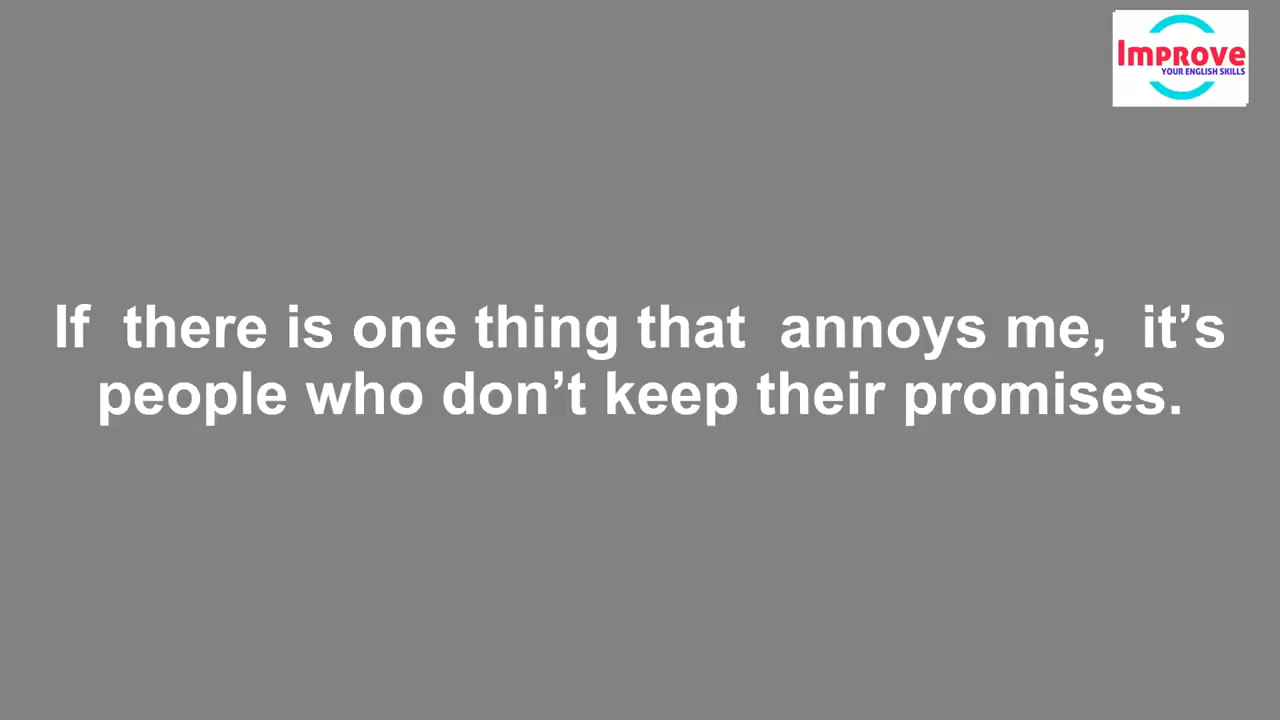 Improve
YOUR ENGLISH SKILLS
If there is one thing that annoys me, it’s
people who don’t keep their promises.